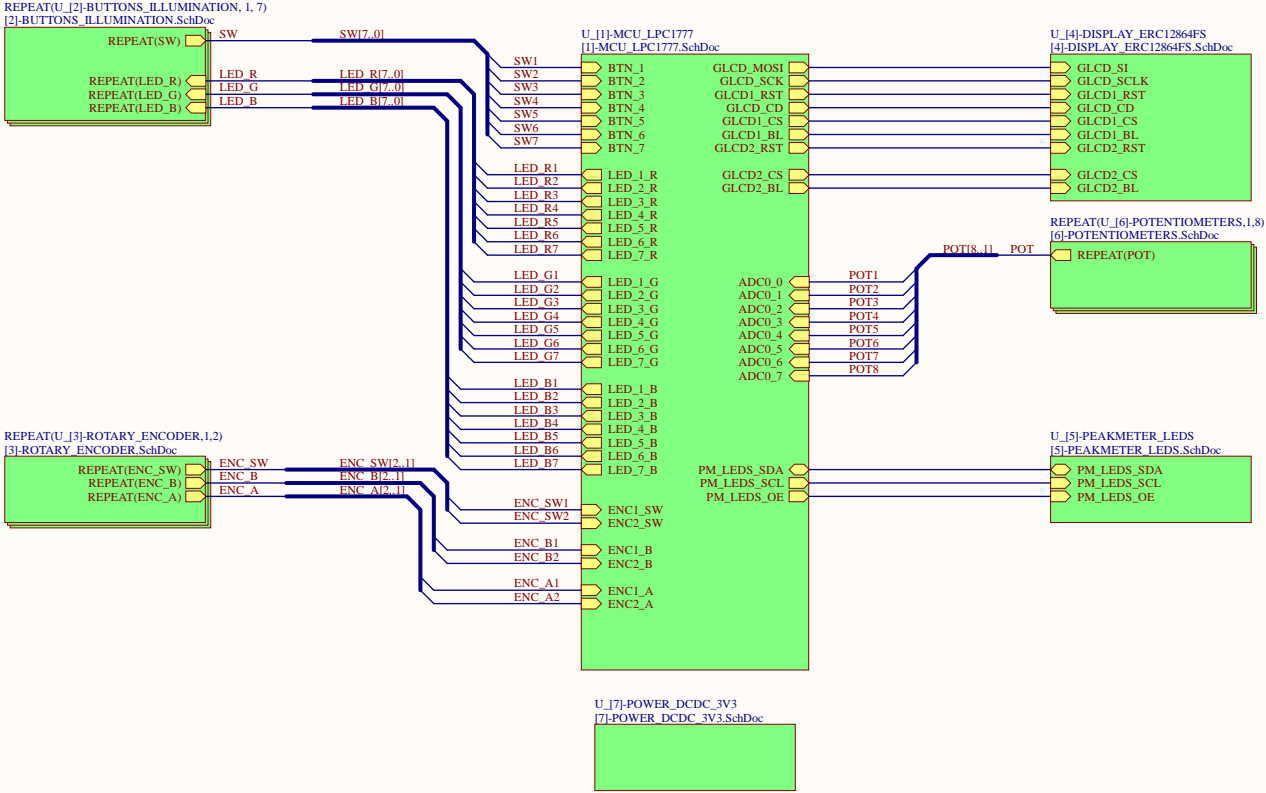 REPEAT(U_[2]-BUTTONS_ILLUMINATION, 1, 7)
[2]-BUTTONS_ILLUMINATION.SchDoc
REPEAT(SW)
REPEAT(LED_R)
REPEAT(LED_G)
REPEAT(LED_B)
SW
LED_R
LED_G
LED_B
SW[7..0]
LED_R[7..0]
LED_G[7..0]
LED_B[7..0]
REPEAT(U_[3]-ROTARY_ENCODER,1,2)
[3]-ROTARY_ENCODER.SchDoc
REPEAT(ENC_SW)
REPEAT(ENC_B)
REPEAT(ENC_A)
ENC_SW
ENC_B
ENC_A
ENC_SW[2..1]
ENC_B[2..1]
ENC_A[2..1]
SW1
SW2
SW3
SW4
SW5
SW6
SW7
LED_R1
LED_R2
LED_R3
LED_R4
LED_R5
LED_R6
LED_R7
LED_G1
LED_G2
LED_G3
LED_G4
LED_G5
LED_G6
LED_G7
LED_B1
LED_B2
LED_B3
LED_B4
LED_B5
LED_B6
LED_B7
ENC_SW1
ENC_SW2
ENC_B1
ENC_B2
ENC_A1
ENC_A2
U_[1]-MCU_LPC1777
[1]-MCU_LPC1777.SchDoc
BTN_1
BTN_2
BTN_3
BTN_4
BTN_5
BTN_6
BTN_7
LED_1_R
LED_2_R
LED_3_R
LED_4_R
LED_5_R
LED_6_R
LED_7_R
LED_1_G
LED_2_G
LED_3_G
LED_4_G
LED_5_G
LED_6_G
LED_7_G
LED_1_B
LED_2_B
LED_3_B
LED_4_B
LED_5_B
LED_6_B
LED_7_B
ENC1_SW
ENC2_SW
ENC1_B
ENC2_B
ENC1_A
ENC2_A
GLCD_MOSI
GLCD_SCK
GLCD1_RST
GLCD_CD
GLCD1_CS
GLCD1_BL
GLCD2_RST
GLCD2_CS
GLCD2_BL
ADC0_0
ADC0_1
ADC0_2
ADC0_3
ADC0_4
ADC0_5
ADC0_6
ADC0_7
PM_LEDS_SDA
PM_LEDS_SCL
PM_LEDS_OE
POT1
POT2
POT3
POT4
POT5
POT6
POT7
POT8
POT[8..1]
POT
U_[4]-DISPLAY_ERC12864FS
[4]-DISPLAY_ERC12864FS.SchDoc
GLCD_SI
GLCD_SCLK
GLCD1_RST
GLCD_CD
GLCD1_CS
GLCD1_BL
GLCD2_RST
GLCD2_CS
GLCD2_BL
REPEAT(U_[6]-POTENTIOMETERS,1,8)
[6]-POTENTIOMETERS.SchDoc
REPEAT(POT)
U_[5]-PEAKMETER_LEDS
[5]-PEAKMETER_LEDS.SchDoc
PM_LEDS_SDA
PM_LEDS_SCL
PM_LEDS_OE
U_[7]-POWER_DCDC_3V3
[7]-POWER_DCDC_3V3.SchDoc